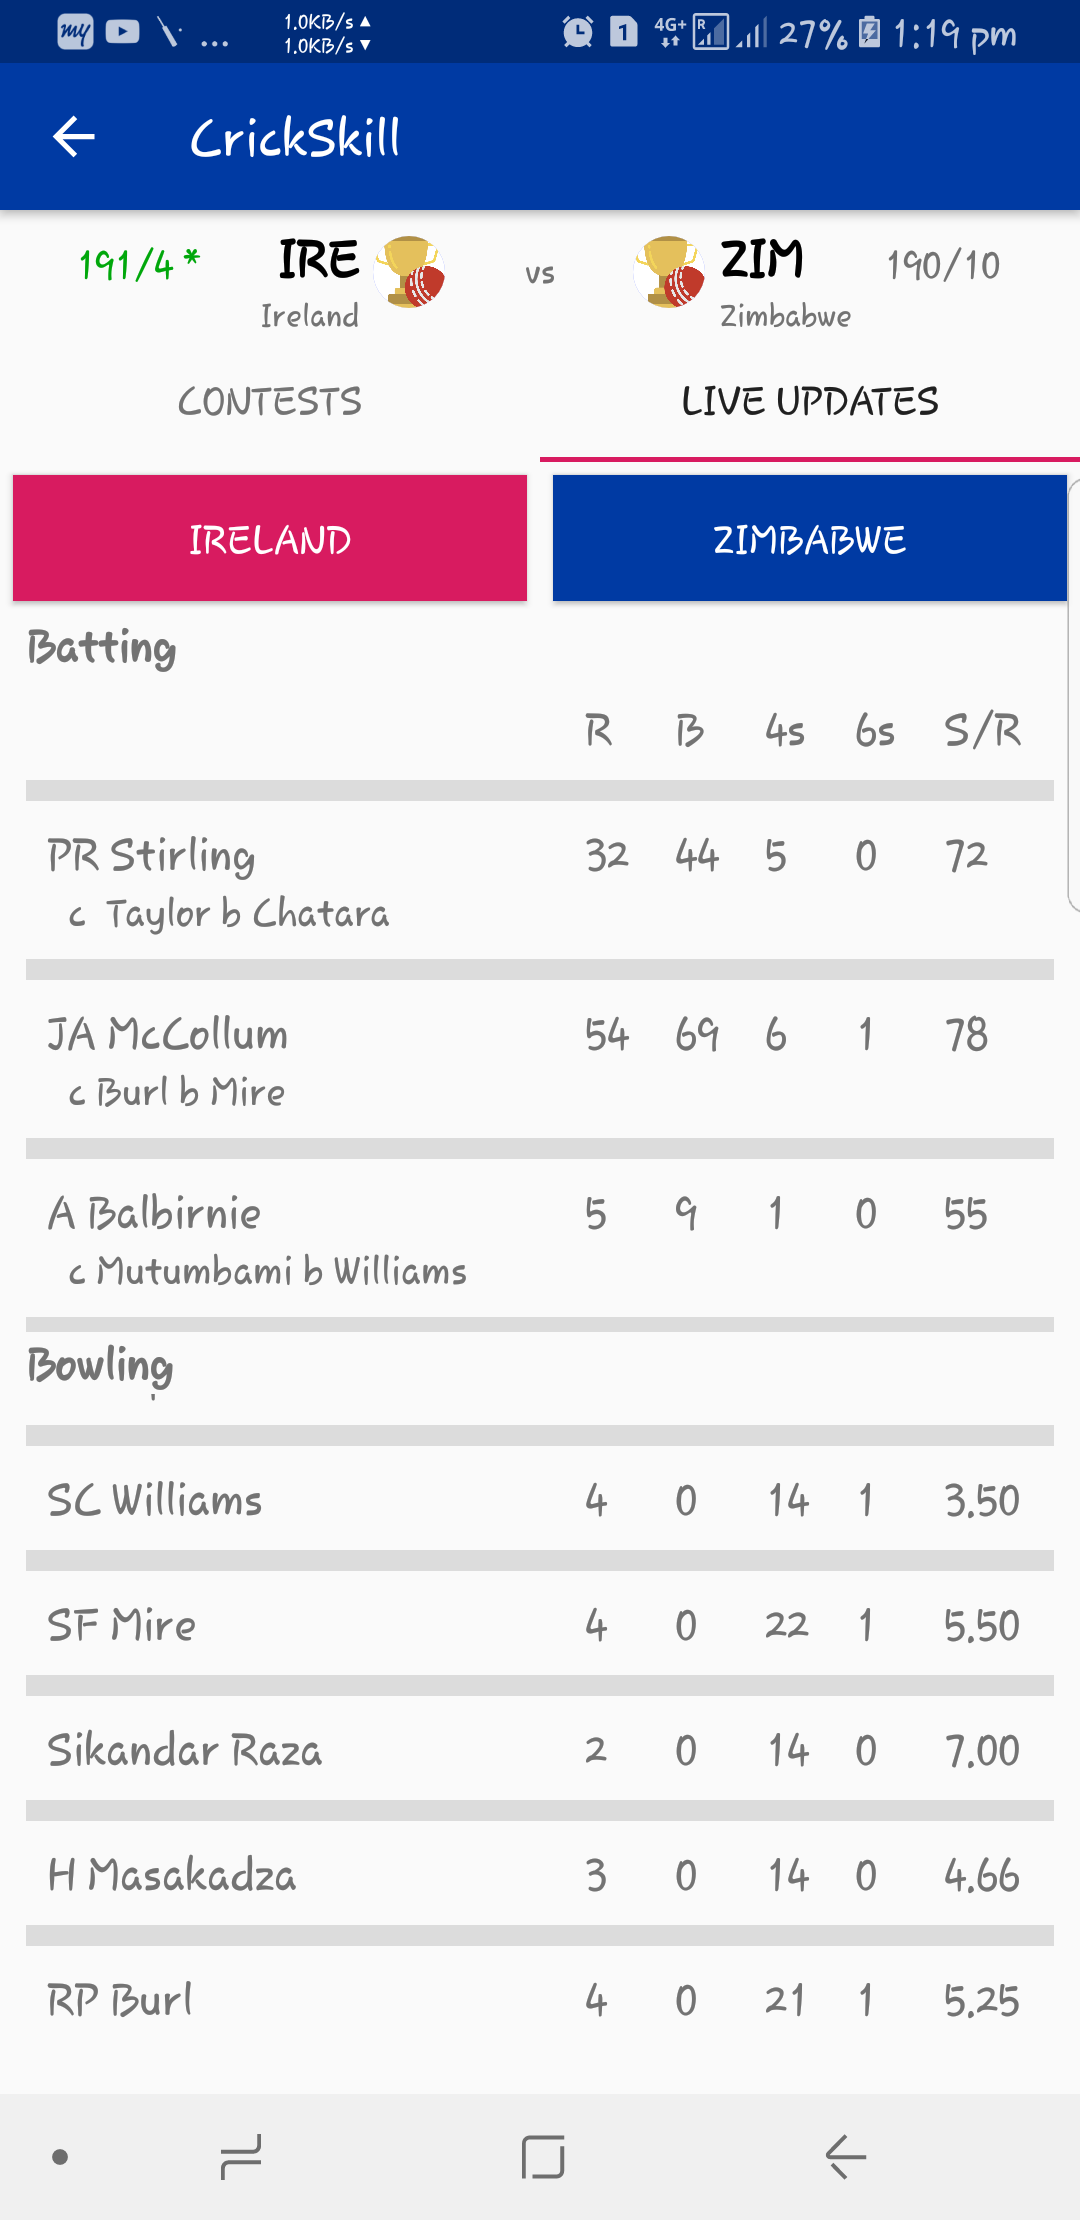 my ... 1.0KB/s ▲ 1 4G+ R 27% 1:19 pm
1.0KB/s ▼
CrickSkill
191/4 * IRE vs ZIM 190/10
Ireland Zimbabwe
CONTESTS LIVE UPDATES
IRELAND ZIMBABWE
Batting
R B 4s 6s S/R
PR Stirling 32 44 5 0 72
c Taylor b Chatara
JA McCollum 54 69 6 1 78
c Burl b Mire
A Balbirnie 5 9 1 0 55
c Mutumbami b Williams
Bowling
SC Williams 4 0 14 1 3.50
SF Mire 4 0 22 1 5.50
Sikandar Raza 2 0 14 0 7.00
H Masakadza 3 0 14 0 4.66
RP Burl 4 0 21 1 5.25